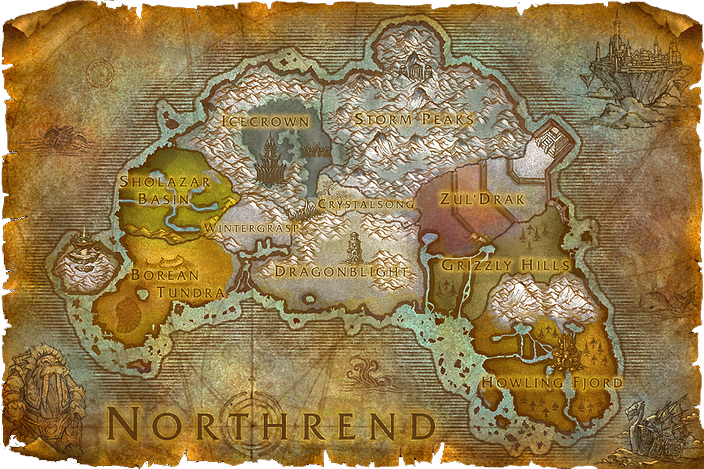 Icecrown
Storm Peaks
Sholazar
Basin
Crystalsong
Zul'Drak
Wintergrasp
Borean
Tundra
Dragonblight
Grizzly Hills
Howling Fjord
Northrend